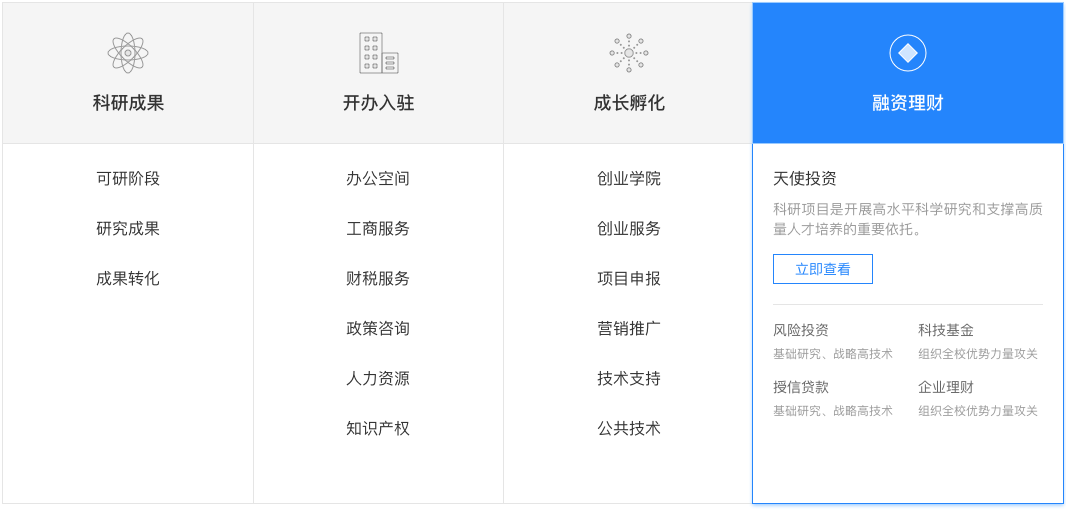 科研成果
开办入驻
成长孵化
融资理财
可研阶段
研究成果
成果转化
办公空间
工商服务
财税服务
政策咨询
人力资源
知识产权
创业学院
创业服务
项目申报
营销推广
技术支持
公共技术
天使投资
科研项目是开展高水平科学研究和支撑高质
量人才培养的重要依托。
立即查看
风险投资
基础研究、战略高技术
科技基金
组织全校优势力量攻关
授信贷款
基础研究、战略高技术
企业理财
组织全校优势力量攻关